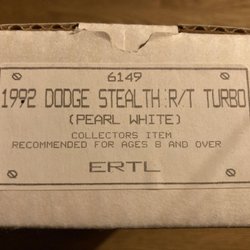 6149
1992 DODGE STEALTH R/T TURBO
(PEARL WHITE)
COLLECTORS ITEM
RECOMMENDED FOR AGES 8 AND OVER
ERTL